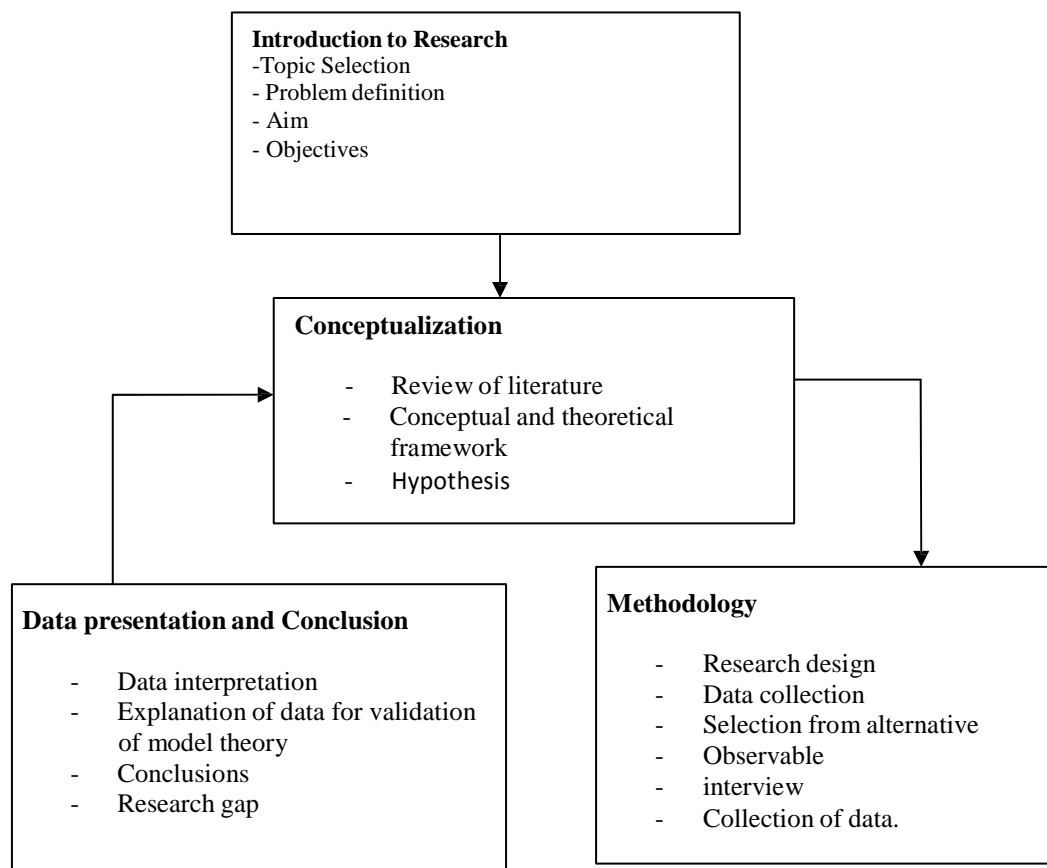 Introduction to Research
-Topic Selection
- Problem definition
- Aim
- Objectives
Conceptualization
- Review of literature
- Conceptual and theoretical
framework
- Hypothesis
Data presentation and Conclusion
- Data interpretation
- Explanation of data for validation
of model theory
- Conclusions
- Research gap
Methodology
- Research design
- Data collection
- Selection from alternative
- Observable
- interview
- Collection of data.